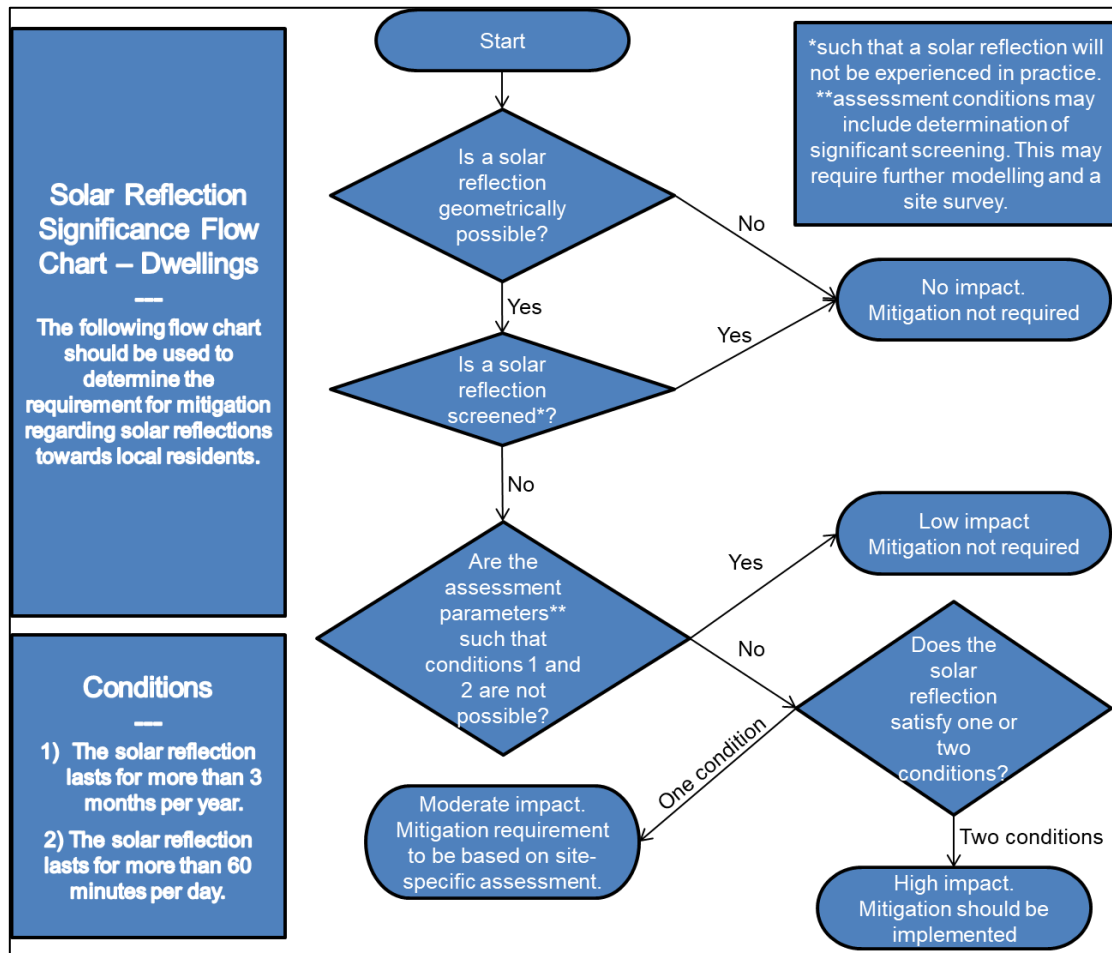 Solar Reflection
Significance Flow
Chart – Dwellings
---
The following flow chart
should be used to
determine the
requirement for mitigation
regarding solar reflections
towards local residents.
Conditions
---
1) The solar reflection
lasts for more than 3
months per year.
2) The solar reflection
lasts for more than 60
minutes per day.
Start
*such that a solar reflection will
not be experienced in practice.
**assessment conditions may
include determination of
significant screening. This may
require further modelling and a
site survey.
Is a solar
reflection
geometrically
possible?
No
No impact.
Mitigation not required
Yes
Yes
Is a solar
reflection
screened*?
No
Are the
assessment
parameters**
such that
conditions 1 and
2 are not
possible?
Yes
Low impact
Mitigation not required
No
Does the
solar
reflection
satisfy one or
two
conditions?
One condition
Moderate impact.
Mitigation requirement
to be based on site-
specific assessment.
Two conditions
High impact.
Mitigation should be
implemented